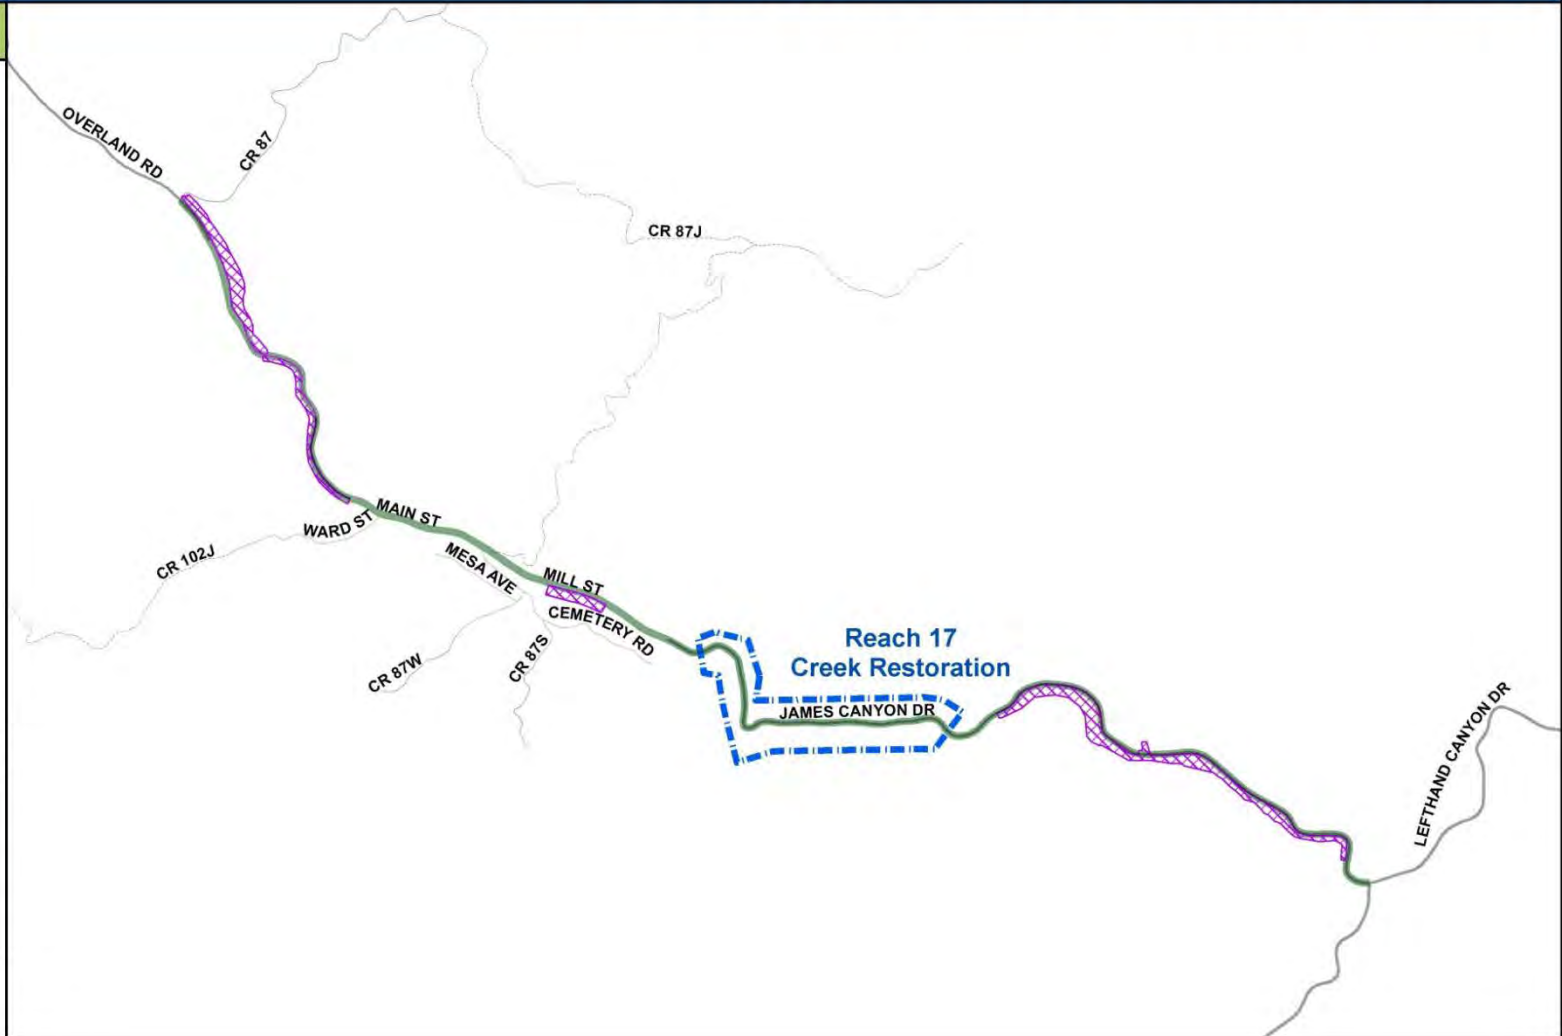 OVERLAND RD
CR 87
CR 87J
MAIN ST
WARD ST
CR 102J
MESA AVE
MILL ST
CEMETERY RD
CR 87W
CR 87S
Reach 17
Creek Restoration
JAMES CANYON DR
LEFTHAND CANYON DR